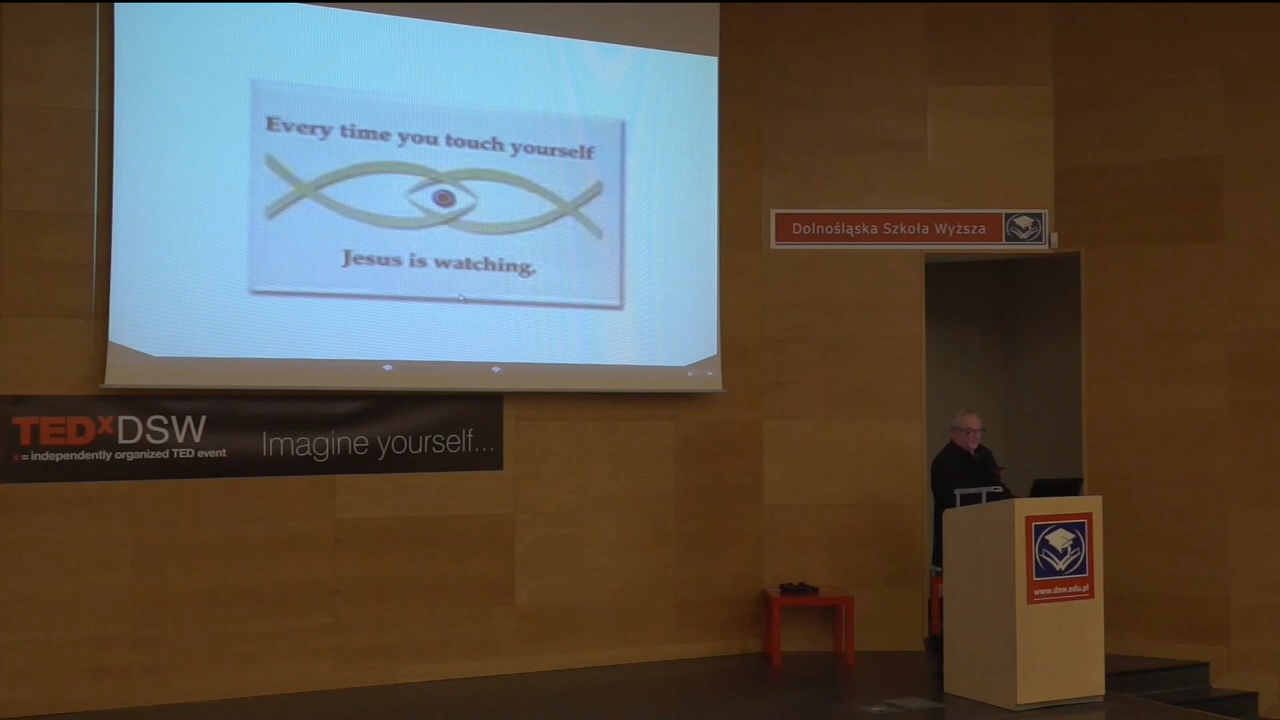 Every time you touch yourself
Jesus is watching.
Dolnośląska Szkoła Wyższa
TEDxDSW
x = independently organized TED event
Imagine yourself...
www.dsw.edu.pl